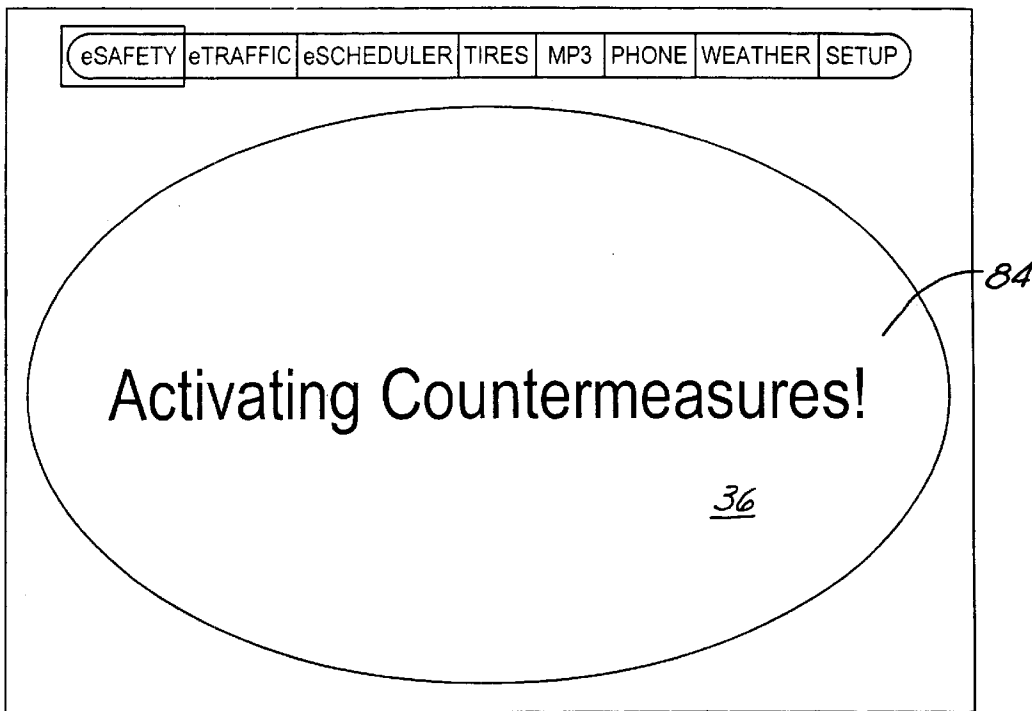 eSAFETY eTRAFFIC eSCHEDULER TIRES MP3 PHONE WEATHER SETUP
84
Activating Countermeasures!
36